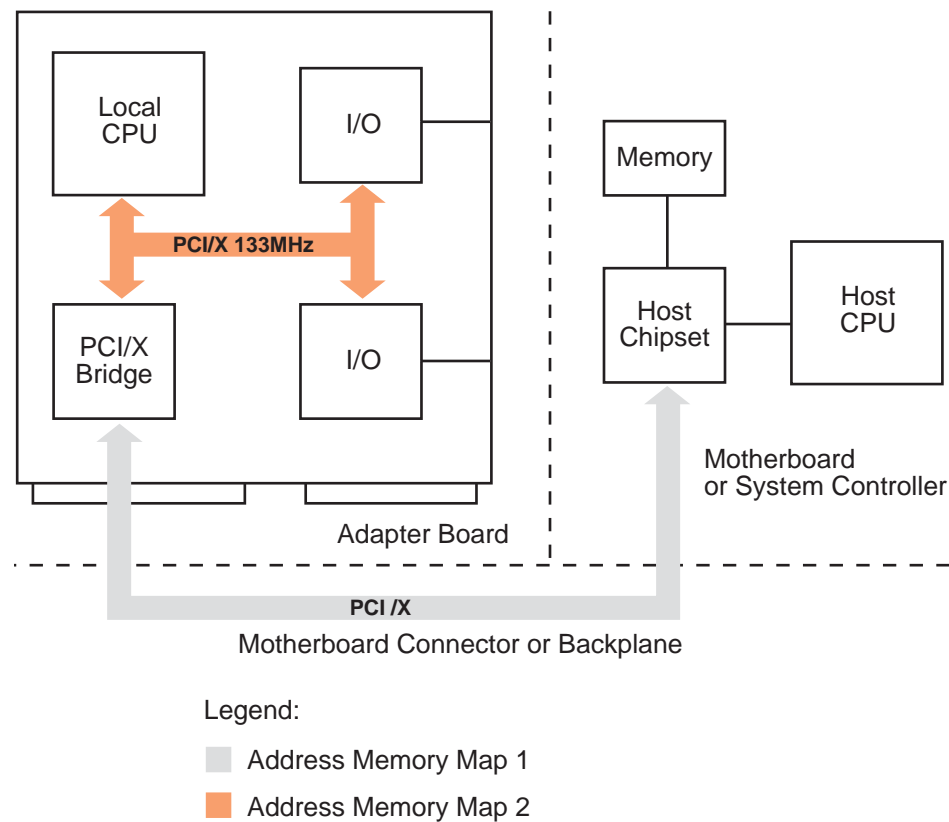 Local
CPU
I/O
PCI/X 133MHz
PCI/X
Bridge
I/O
Adapter Board
Memory
Host
Chipset
Host
CPU
Motherboard
or System Controller
PCI /X
Motherboard Connector or Backplane
Legend:
Address Memory Map 1
Address Memory Map 2